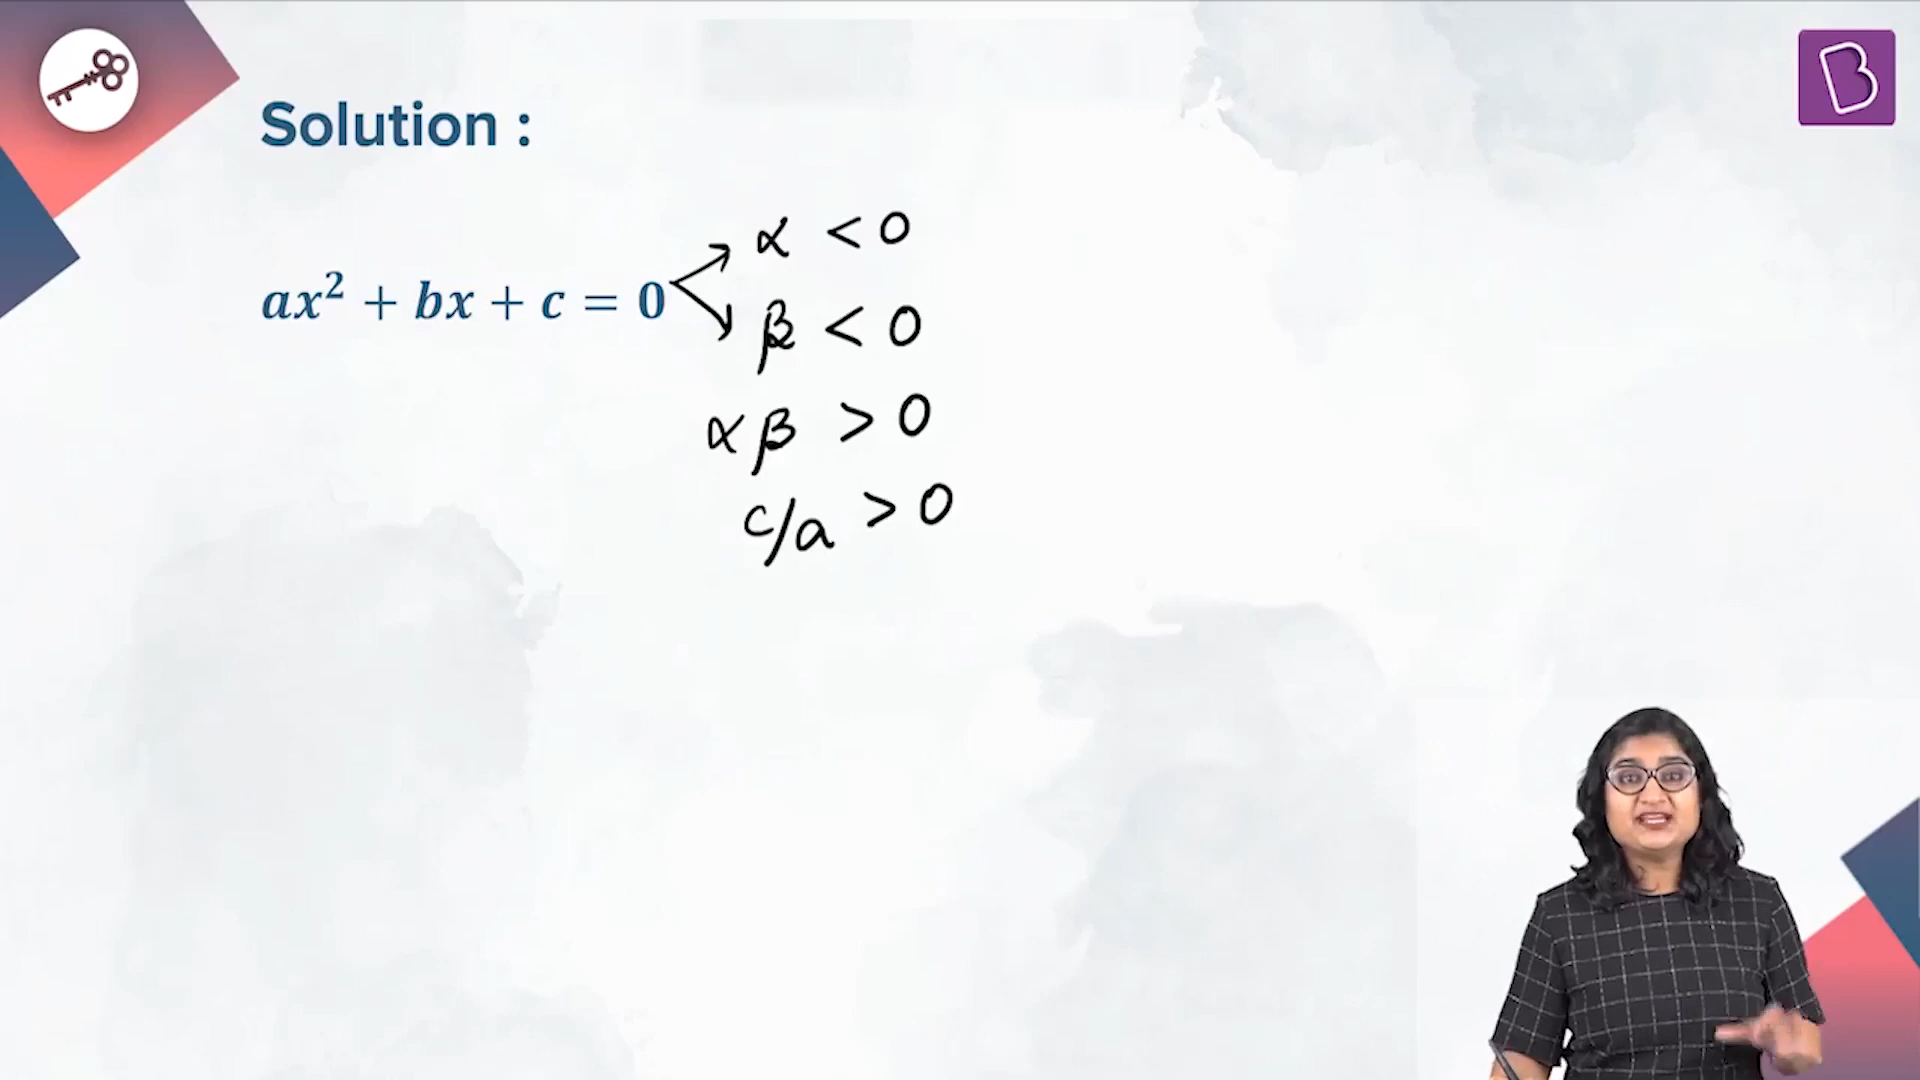 B
Solution :
α < 0
ax² + bx + c = 0
β < 0
αβ > 0
c/a > 0